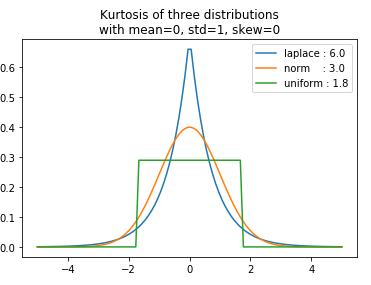 Kurtosis of three distributions
with mean=0, std=1, skew=0
laplace : 6.0
norm    : 3.0
uniform : 1.8
0.6
0.5
0.4
0.3
0.2
0.1
0.0
−4 −2 0 2 4